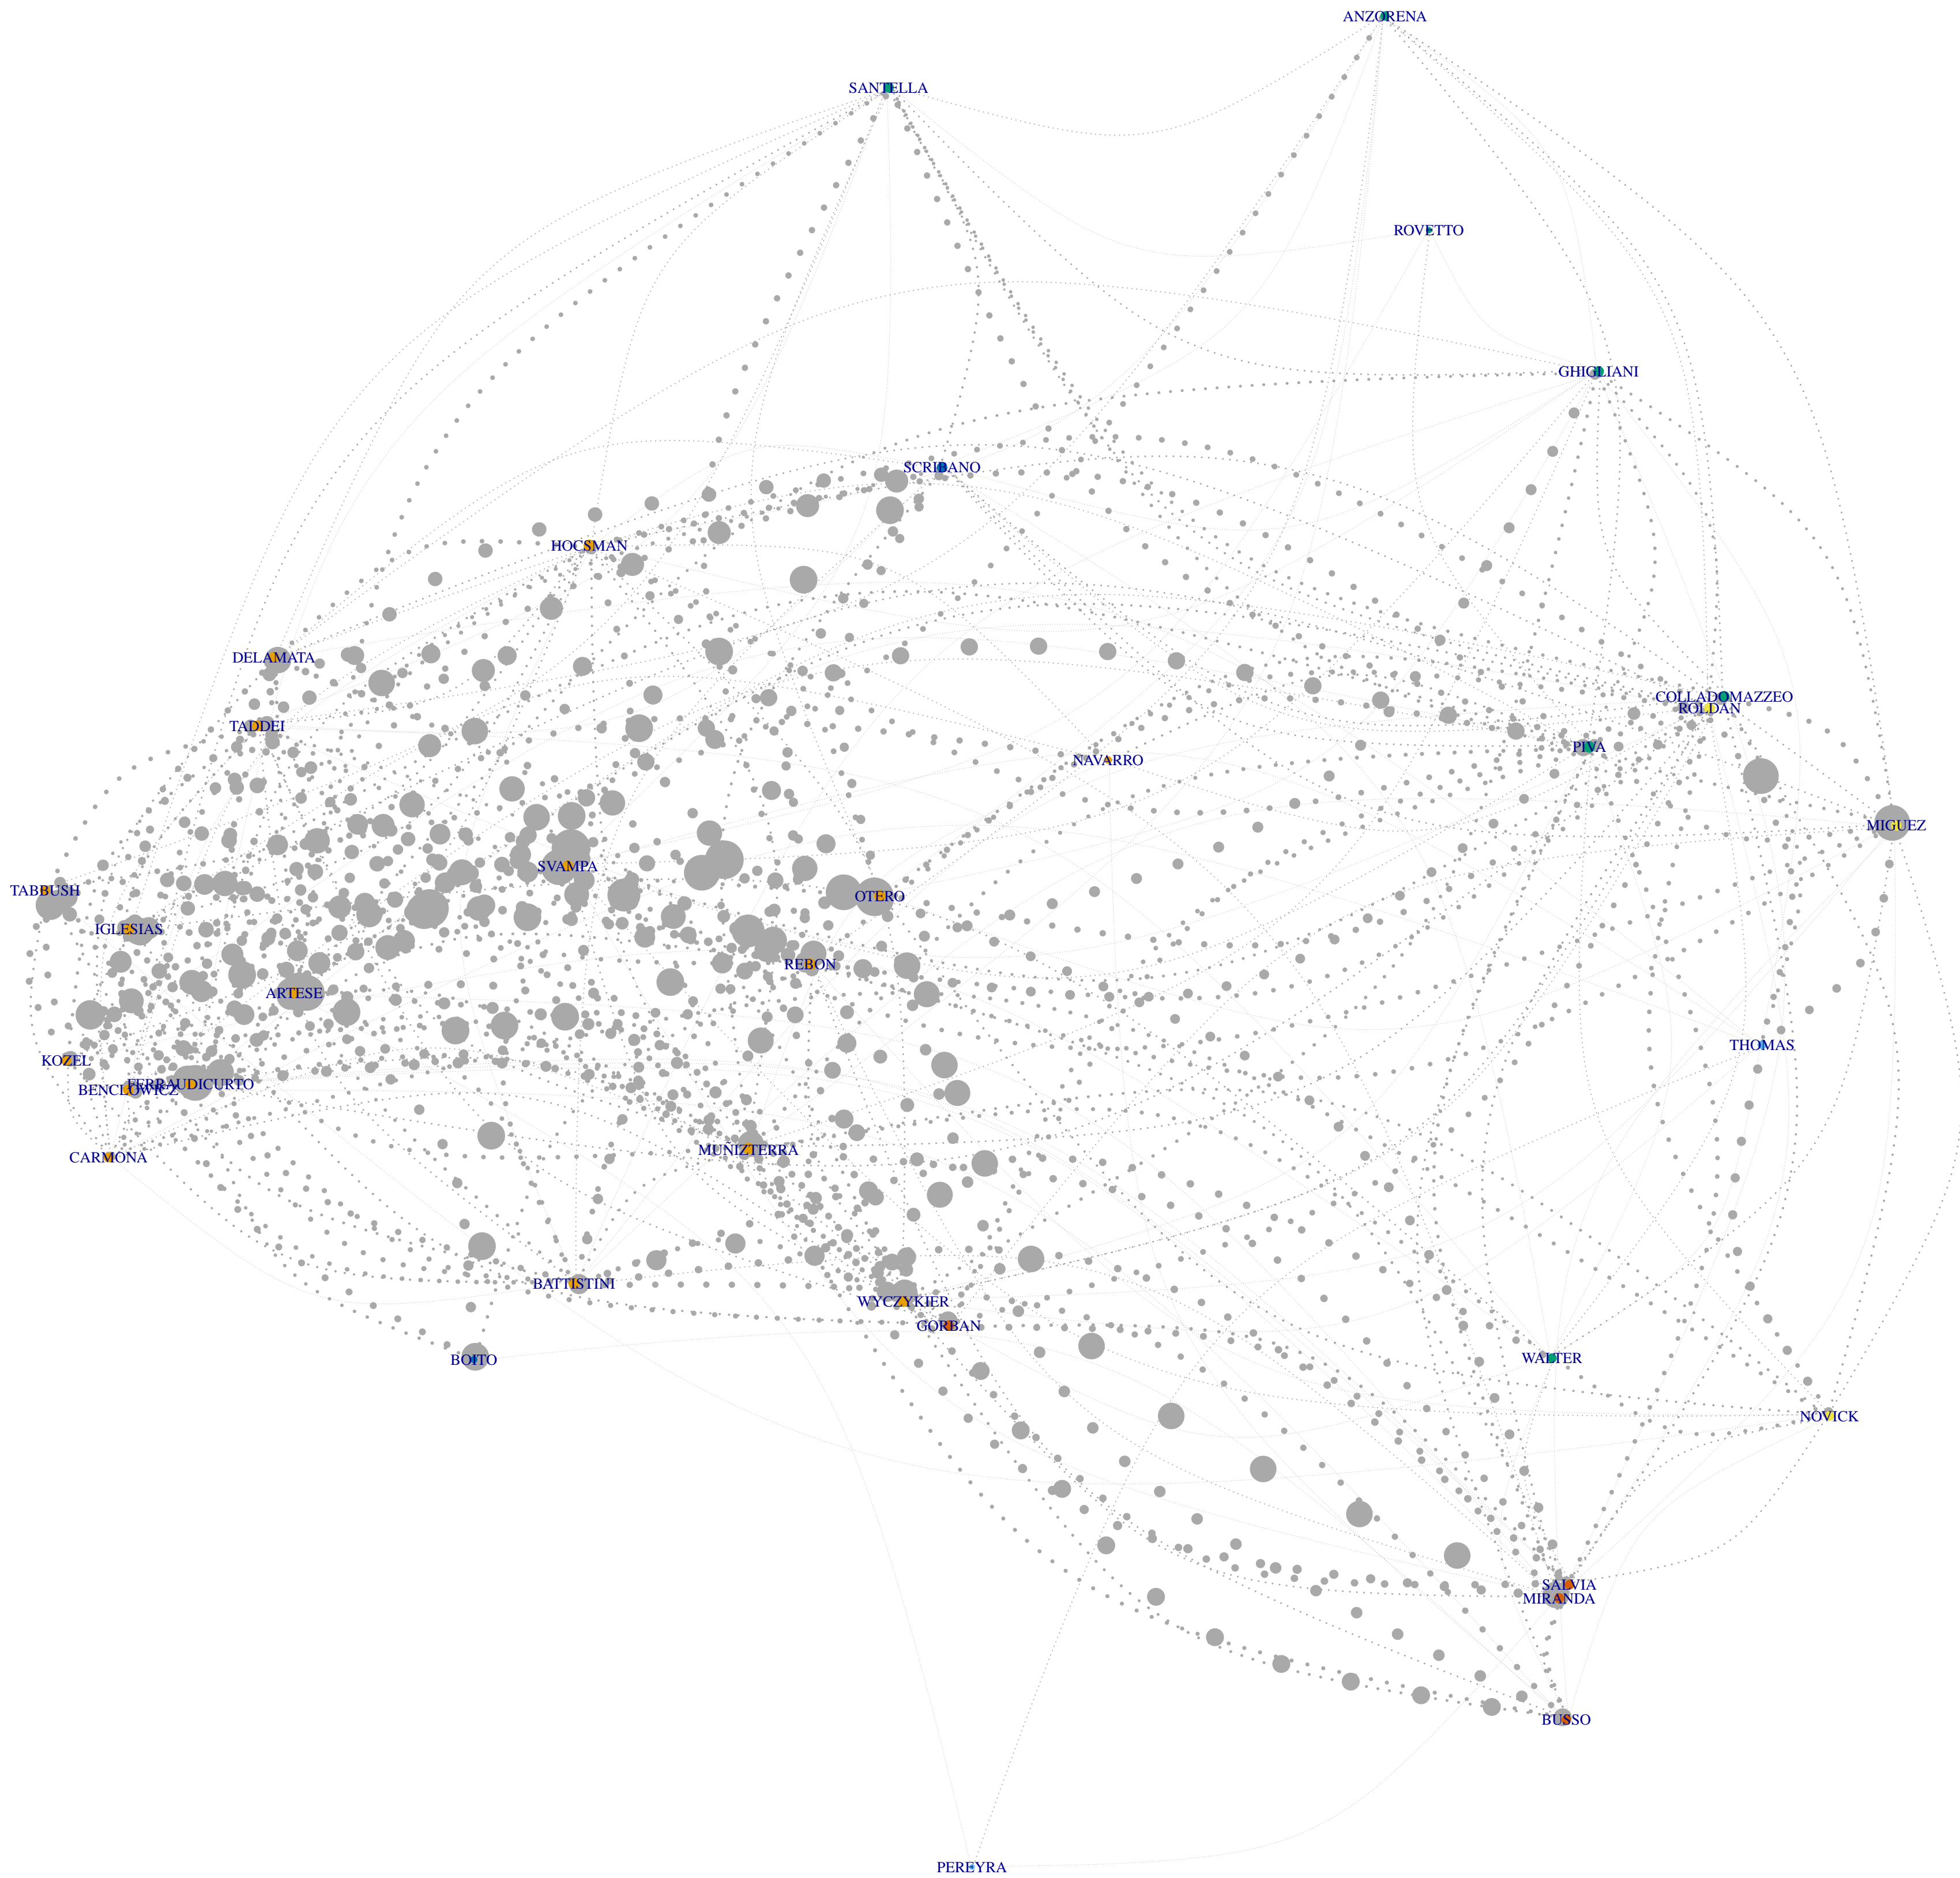 ANZORENA
SANTELLA
ROVETTO
GHIGLIANI
SCRIBANO
HOCSMAN
DELAMATA
COLLADOMAZZEO
ROLDAN
TADDEI
PIVA
NAVARRO
MIGUEZ
SVAMPA
TABBUSH
OTERO
IGLESIAS
REBON
ARTESE
THOMAS
KOZEL
FERRAUDICURTO
BENCLOWICZ
MUÑIZTERRA
CARMONA
BATTISTINI
WYCZYKIER
GORBAN
WALTER
BOITO
NOVICK
SALVIA
MIRANDA
BUSSO
PEREYRA